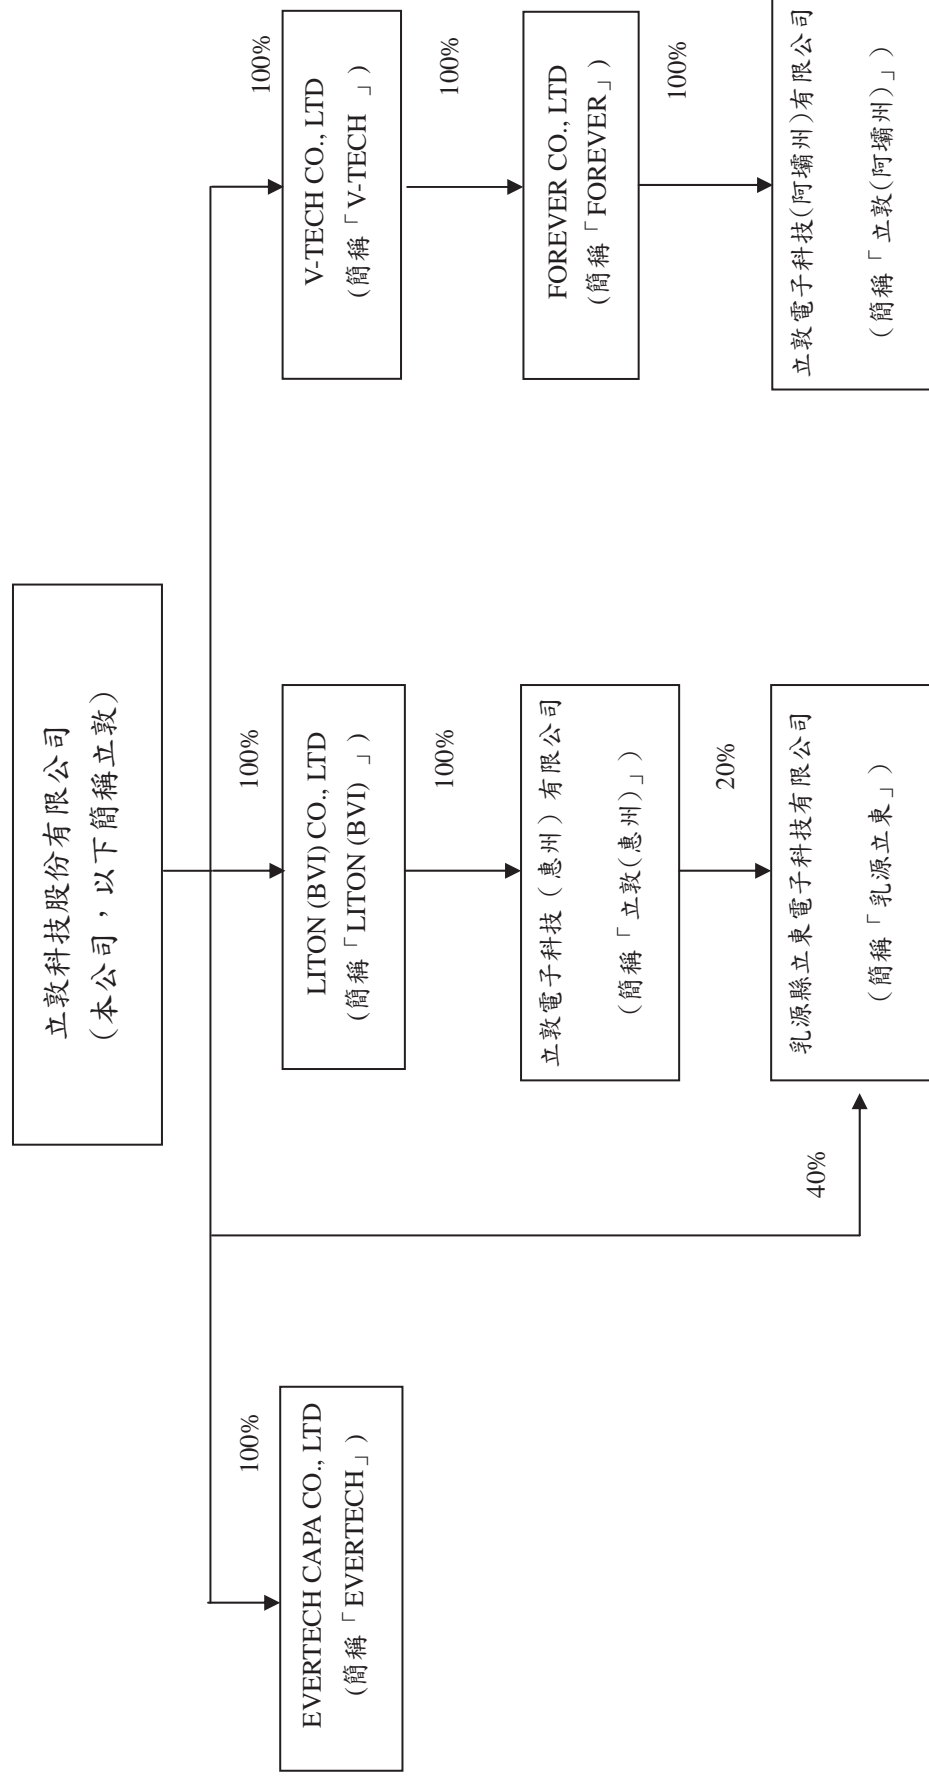 立敦科技股份有限公司
(本公司，以下簡稱立敦)
100%
EVERTECH CAPA CO., LTD
(簡稱「EVERTECH」)
40%
100%
LITON (BVI) CO., LTD
(簡稱「LITON (BVI) 」)
100%
立敦電子科技（惠州）有限公司
(簡稱「立敦(惠州)」)
20%
乳源縣立東電子科技有限公司
(簡稱「乳源立東」)
100%
V-TECH CO., LTD
(簡稱「V-TECH 」)
100%
FOREVER CO., LTD
(簡稱「FOREVER」)
100%
立敦電子科技(阿壩州)有限公司
(簡稱「立敦(阿壩州)」)